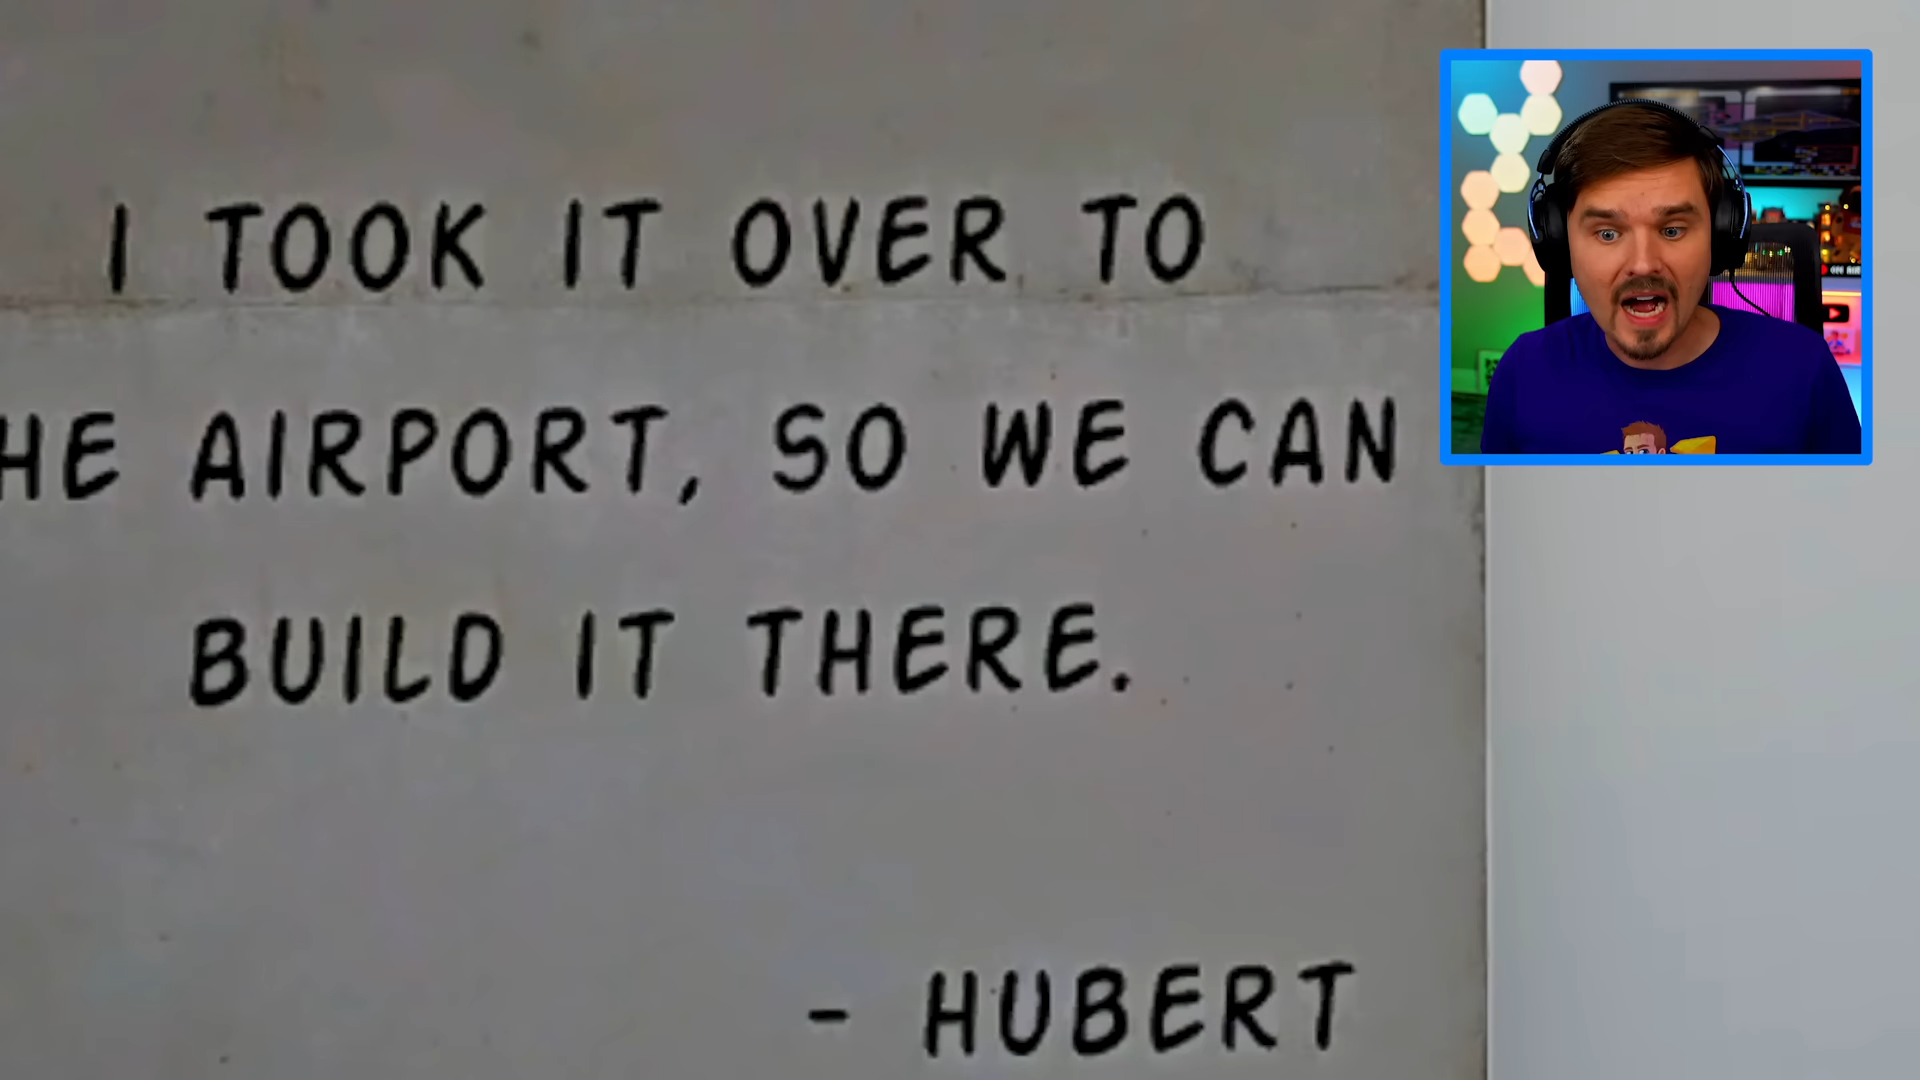 I TOOK IT OVER TO
HE AIRPORT, SO WE CAN
BUILD IT THERE.
- HUBERT